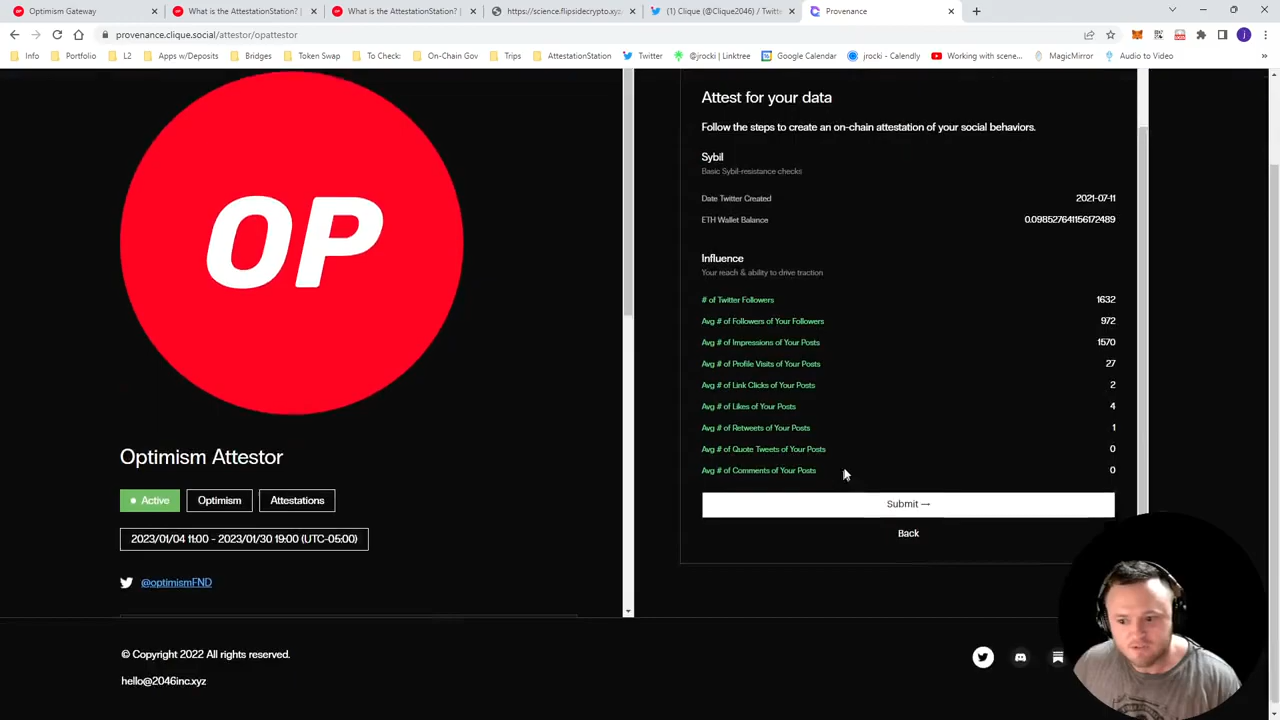 Optimism Gateway
What is the AttestationStation?
What is the AttestationStation?
https://science.flipsidecrypto.xyz
(1) Clique (@Clique2046) / Twitter
Provenance
provenance.clique.social/attestor/opattestor
j
Info
Portfolio
L2
Apps w/Deposits
Bridges
Token Swap
To Check:
On-Chain Gov
Trips
AttestationStation
Twitter
@jrocki | Linktree
Google Calendar
jrocki - Calendly
Working with scene...
MagicMirror
Audio to Video
OP
Optimism Attestor
Active
Optimism
Attestations
2023/01/04 11:00 - 2023/01/30 19:00 (UTC-05:00)
@optimismFND
Attest for your data
Follow the steps to create an on-chain attestation of your social behaviors.
Sybil
Basic Sybil-resistance checks
Date Twitter Created 2021-07-11
ETH Wallet Balance 0.098527641156172489
Influence
Your reach & ability to drive traction
# of Twitter Followers 1632
Avg # of Followers of Your Followers 972
Avg # of Impressions of Your Posts 1570
Avg # of Profile Visits of Your Posts 27
Avg # of Link Clicks of Your Posts 2
Avg # of Likes of Your Posts 4
Avg # of Retweets of Your Posts 1
Avg # of Quote Tweets of Your Posts 0
Avg # of Comments of Your Posts 0
Submit →
Back
© Copyright 2022 All rights reserved.
hello@2046inc.xyz